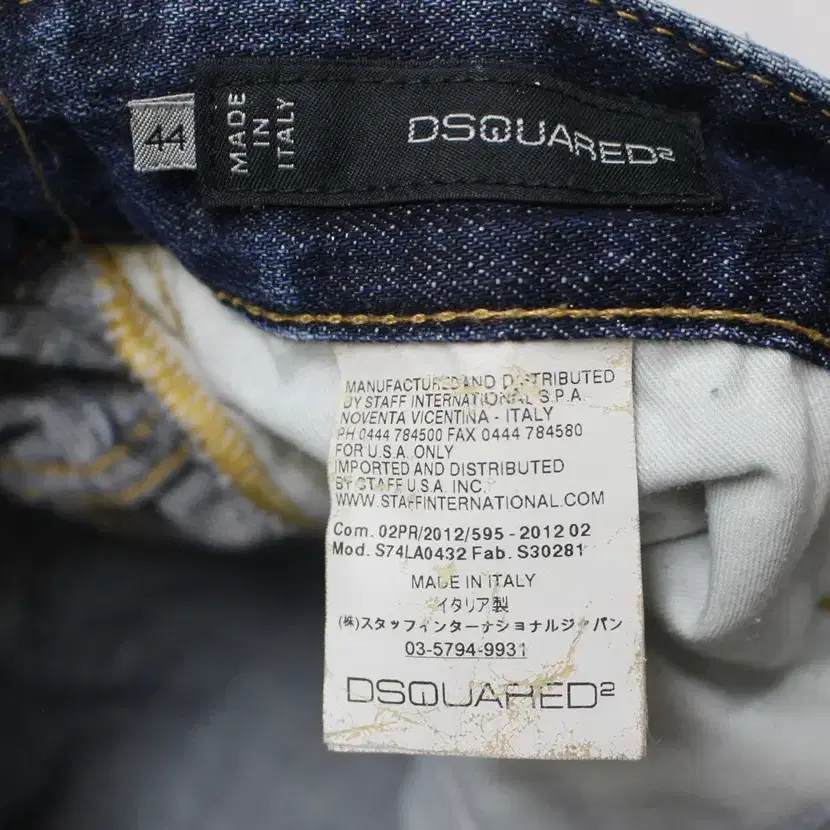 44
MADE
IN
ITALY
DSQUARED²
MANUFACTURED AND DISTRIBUTED
BY STAFF INTERNATIONAL S.P.A.
NOVENTA VICENTINA - ITALY
PH 0444 784500 FAX 0444 784580
FOR U.S.A. ONLY
IMPORTED AND DISTRIBUTED
BY STAFF U.S.A. INC.
WWW.STAFFINTERNATIONAL.COM
Com. 02PR/2012/595 - 2012 02
Mod. S74LA0432 Fab. S30281
MADE IN ITALY
イタリア製
(株)スタッフインターナショナルジャパン
03-5794-9931
DSQUARED²